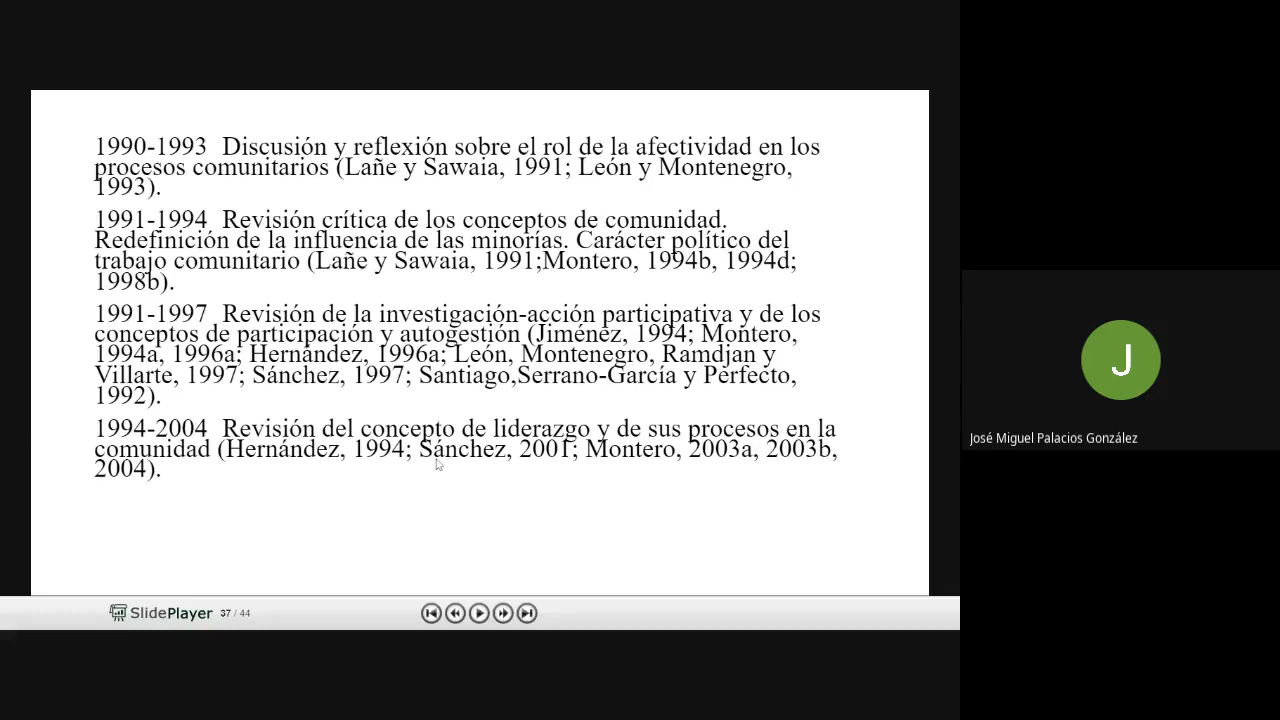 1990-1993 Discusión y reflexión sobre el rol de la afectividad en los
procesos comunitarios (Lañe y Sawaia, 1991; León y Montenegro,
1993).
1991-1994 Revisión crítica de los conceptos de comunidad.
Redefinición de la influencia de las minorías. Carácter político del
trabajo comunitario (Lañe y Sawaia, 1991;Montero, 1994b, 1994d;
1998b).
1991-1997 Revisión de la investigación-acción participativa y de los
conceptos de participación y autogestión (Jiménez, 1994; Montero,
1994a, 1996a; Hernández, 1996a; León, Montenegro, Ramdjan y
Villarte, 1997; Sánchez, 1997; Santiago,Serrano-García y Perfecto,
1992).
1994-2004 Revisión del concepto de liderazgo y de sus procesos en la
comunidad (Hernández, 1994; Sánchez, 2001; Montero, 2003a, 2003b,
2004).
SlidePlayer 37 / 44
J
José Miguel Palacios González